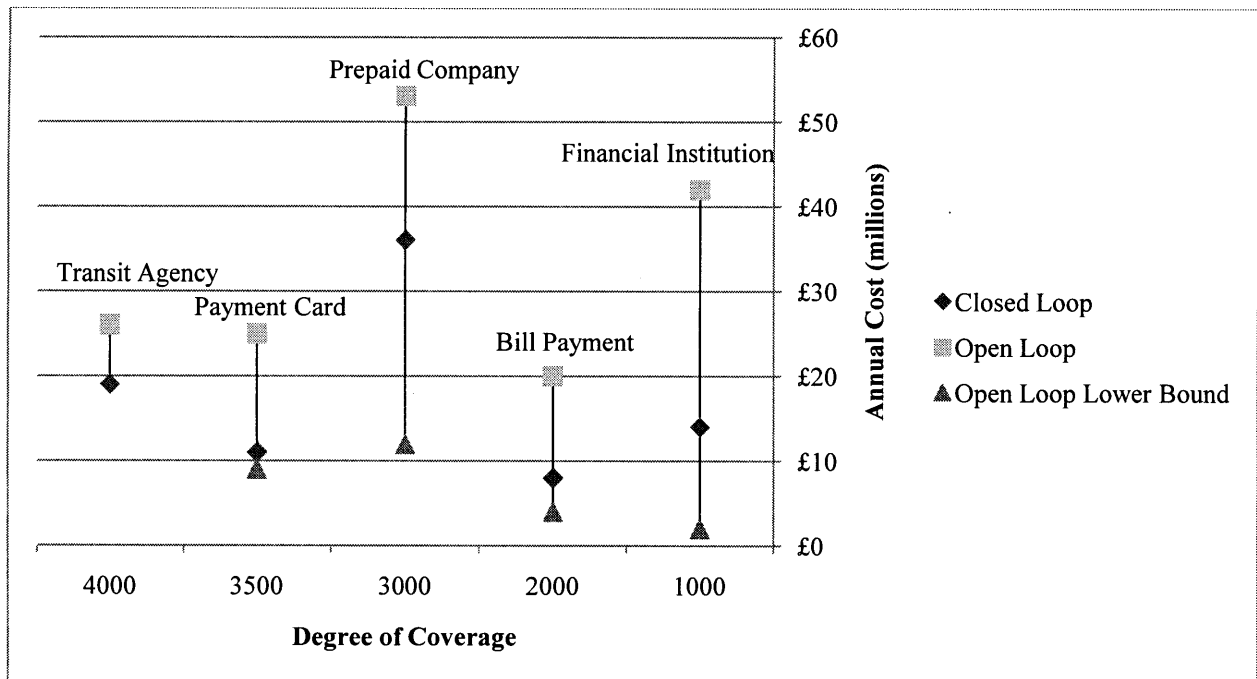 £60
Prepaid Company
£50
Financial Institution
£40
Transit Agency
Payment Card
£30
Bill Payment
£20
£10
£0
Annual Cost (millions)
Closed Loop
Open Loop
Open Loop Lower Bound
4000 3500 3000 2000 1000
Degree of Coverage